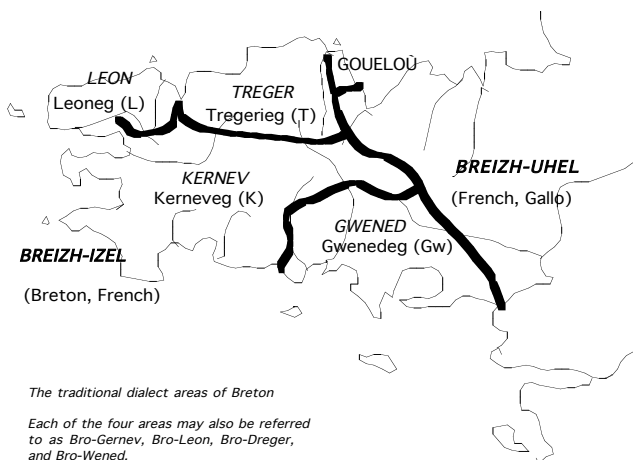 GOUELOÙ
LEON
Leoneg (L)
TREGER
Tregerieg (T)
KERNEV
Kerneveg (K)
BREIZH-UHEL
(French, Gallo)
GWENED
Gwenedeg (Gw)
BREIZH-IZEL
(Breton, French)
The traditional dialect areas of Breton
Each of the four areas may also be referred
to as Bro-Gernev, Bro-Leon, Bro-Dreger,
and Bro-Wened.